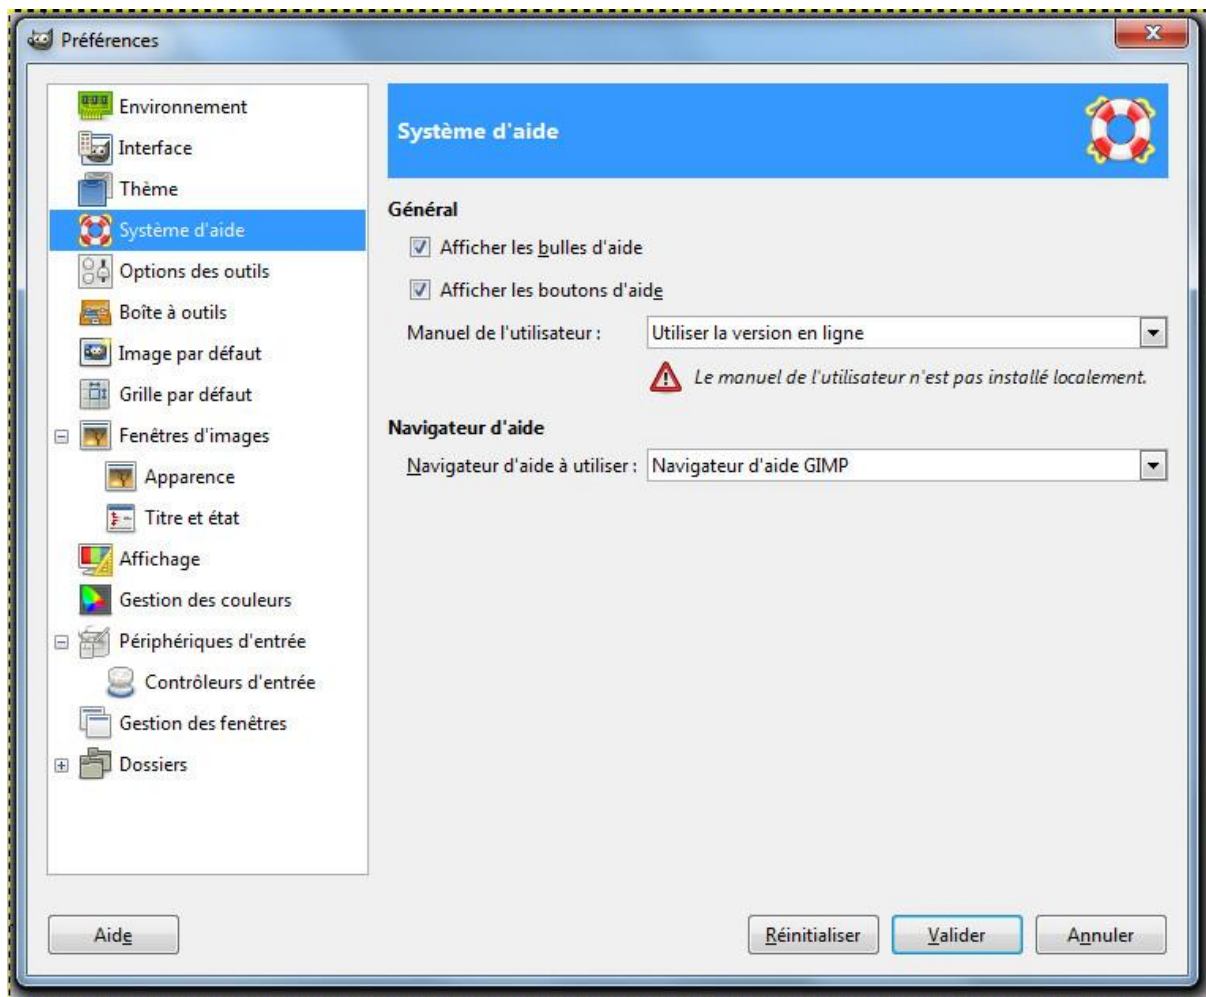 Préférences
Environnement
Interface
Thème
Système d'aide
Options des outils
Boîte à outils
Image par défaut
Grille par défaut
Fenêtres d'images
Apparence
Titre et état
Affichage
Gestion des couleurs
Périphériques d'entrée
Contrôleurs d'entrée
Gestion des fenêtres
Dossiers
Système d'aide
Général
Afficher les bulles d'aide
Afficher les boutons d'aide
Manuel de l'utilisateur : Utiliser la version en ligne
Le manuel de l'utilisateur n'est pas installé localement.
Navigateur d'aide
Navigateur d'aide à utiliser : Navigateur d'aide GIMP
Aide Réinitialiser Valider Annuler